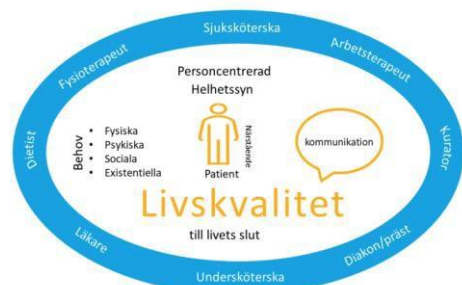 Sjuksköterska
Fysioterapeut
Arbetsterapeut
Dietist
Kurator
Läkare
Diakon/präst
Undersköterska
Personcentrerad
Helhetssyn
Behov
• Fysiska
• Psykiska
• Sociala
• Existentiella
Närstående
Patient
kommunikation
Livskvalitet
till livets slut